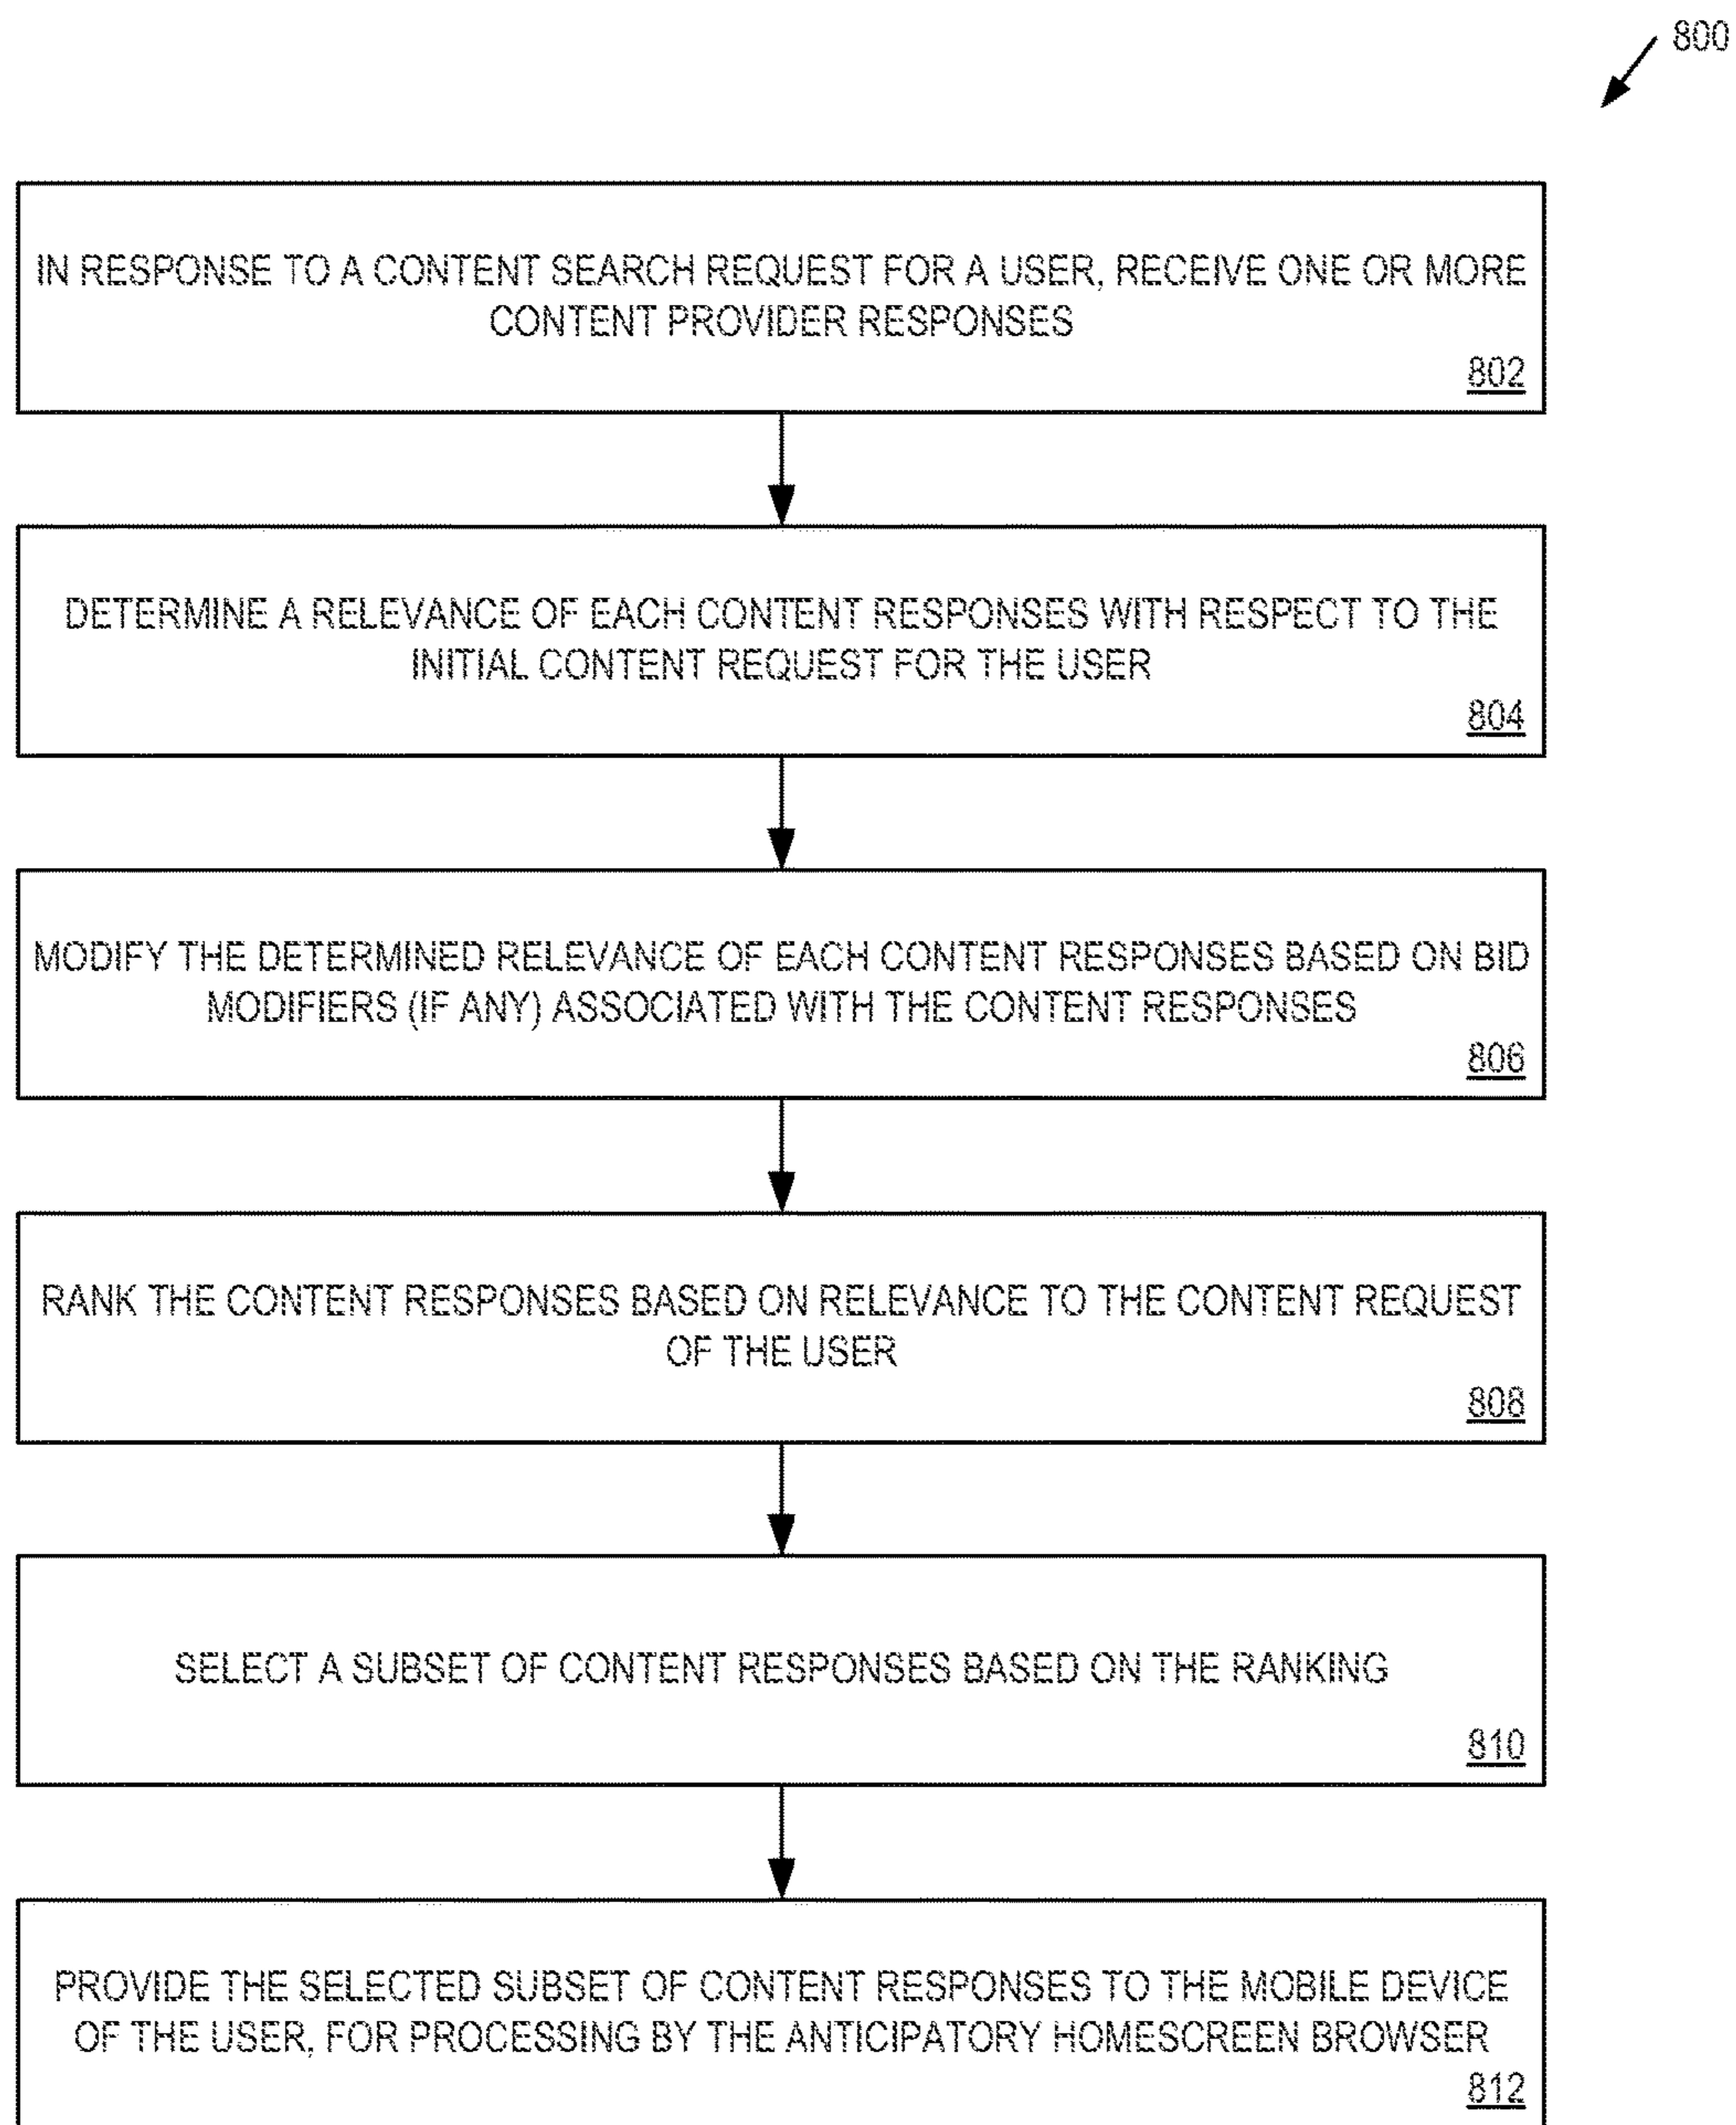 800
IN RESPONSE TO A CONTENT SEARCH REQUEST FOR A USER, RECEIVE ONE OR MORE
CONTENT PROVIDER RESPONSES
802
DETERMINE A RELEVANCE OF EACH CONTENT RESPONSES WITH RESPECT TO THE
INITIAL CONTENT REQUEST FOR THE USER
804
MODIFY THE DETERMINED RELEVANCE OF EACH CONTENT RESPONSES BASED ON BID
MODIFIERS (IF ANY) ASSOCIATED WITH THE CONTENT RESPONSES
806
RANK THE CONTENT RESPONSES BASED ON RELEVANCE TO THE CONTENT REQUEST
OF THE USER
808
SELECT A SUBSET OF CONTENT RESPONSES BASED ON THE RANKING
810
PROVIDE THE SELECTED SUBSET OF CONTENT RESPONSES TO THE MOBILE DEVICE
OF THE USER, FOR PROCESSING BY THE ANTICIPATORY HOMESCREEN BROWSER
812